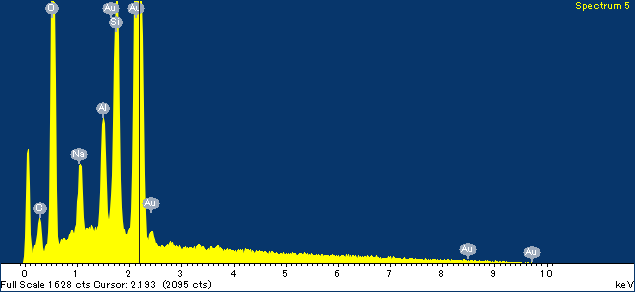 Spectrum 5
O Au Au
Si
Al
Na
O Au
Au Au
0 1 2 3 4 5 6 7 8 9 10
Full Scale 1628 cts Cursor: 2.193 (2095 cts) keV